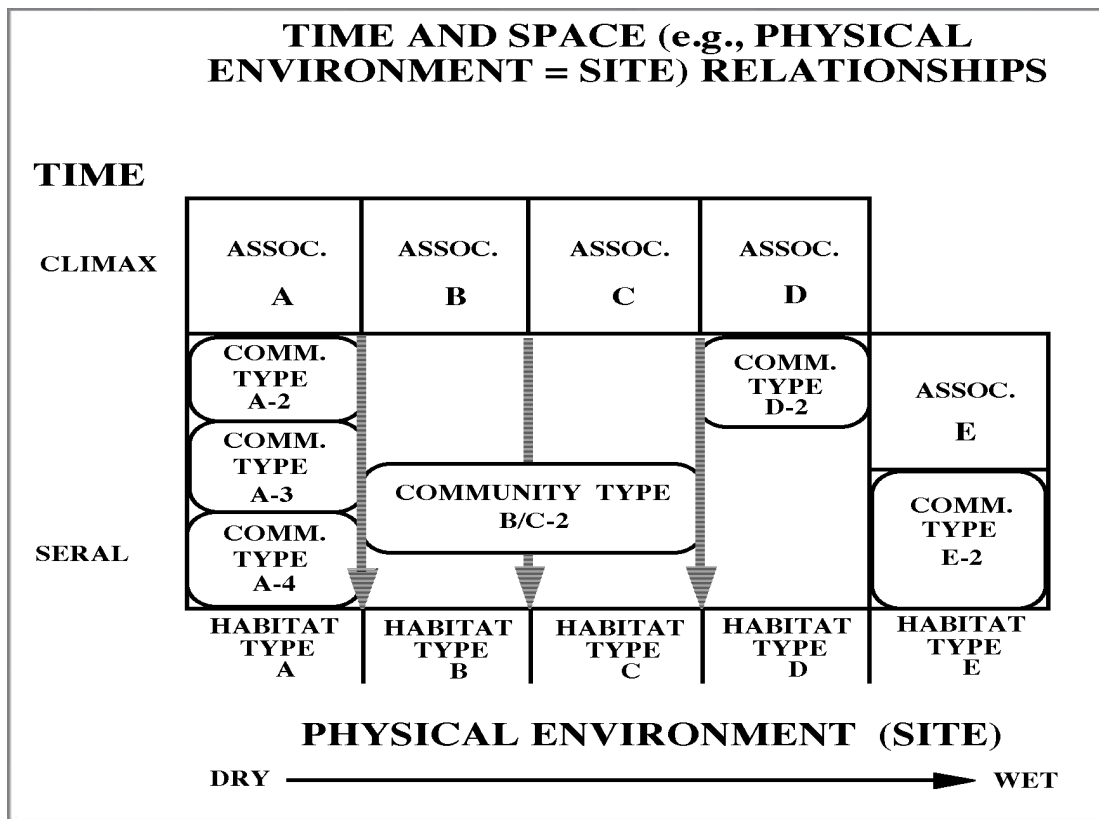 TIME AND SPACE (e.g., PHYSICAL
ENVIRONMENT = SITE) RELATIONSHIPS
TIME
CLIMAX
ASSOC.
A
ASSOC.
B
ASSOC.
C
ASSOC.
D
COMM.
TYPE
A-2
COMM.
TYPE
D-2
ASSOC.
E
COMM.
TYPE
A-3
COMMUNITY TYPE
B/C-2
SERAL
COMM.
TYPE
A-4
COMM.
TYPE
E-2
HABITAT
TYPE
A
HABITAT
TYPE
B
HABITAT
TYPE
C
HABITAT
TYPE
D
HABITAT
TYPE
E
PHYSICAL ENVIRONMENT (SITE)
DRY
WET